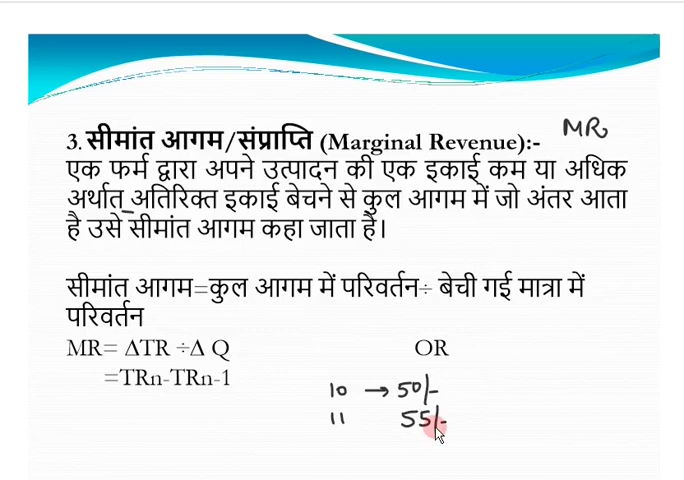 3. सीमांत आगम/संप्राप्ति (Marginal Revenue):- MR
एक फर्म द्वारा अपने उत्पादन की एक इकाई कम या अधिक
अर्थात_अतिरिक्त इकाई बेचने से कुल आगम में जो अंतर आता
है उसे सीमांत आगम कहा जाता है।
सीमांत आगम=कुल आगम में परिवर्तन÷ बेची गई मात्रा में
परिवर्तन
MR= ΔTR ÷Δ Q OR
=TRn-TRn-1
10 → 50/-
11 55/-